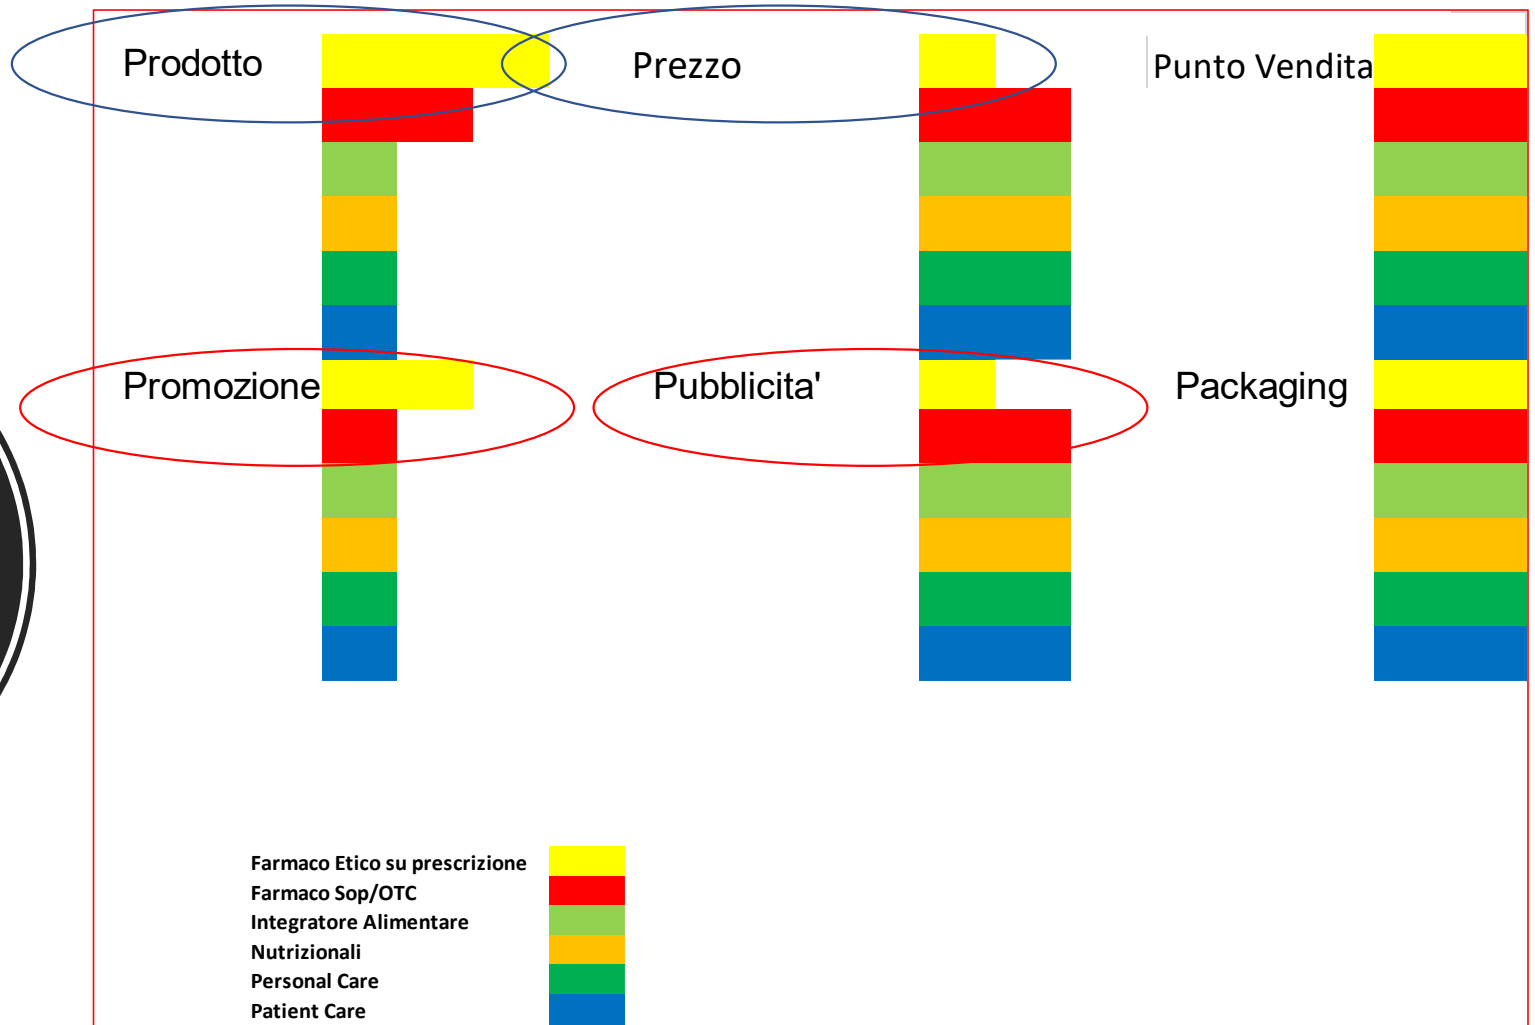 Prodotto
Prezzo
Punto Vendita
Promozione
Pubblicita'
Packaging
Farmaco Etico su prescrizione
Farmaco Sop/OTC
Integratore Alimentare
Nutrizionali
Personal Care
Patient Care